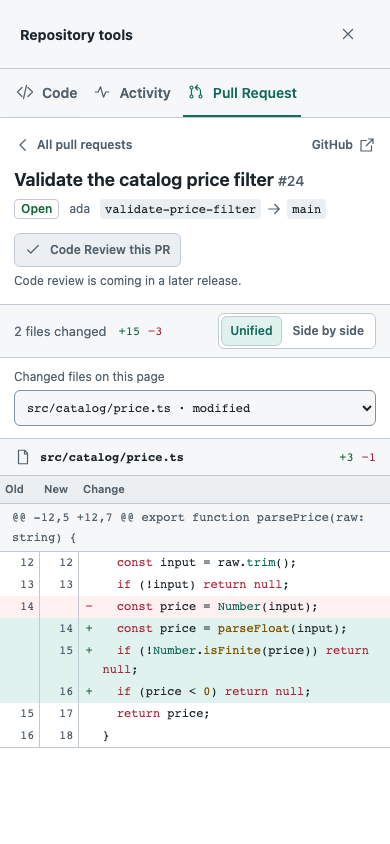 Repository tools
Code Activity Pull Request
All pull requests GitHub
Validate the catalog price filter #24
Open ada validate-price-filter → main
Code Review this PR
Code review is coming in a later release.
2 files changed +15 −3 Unified Side by side
Changed files on this page
src/catalog/price.ts · modified
src/catalog/price.ts +3 −1
Old New Change
@@ -12,5 +12,7 @@ export function parsePrice(raw:
string) {
12 12 const input = raw.trim();
13 13 if (!input) return null;
14 − const price = Number(input);
14 + const price = parseFloat(input);
15 + if (!Number.isFinite(price)) return
null;
16 + if (price < 0) return null;
15 17 return price;
16 18 }